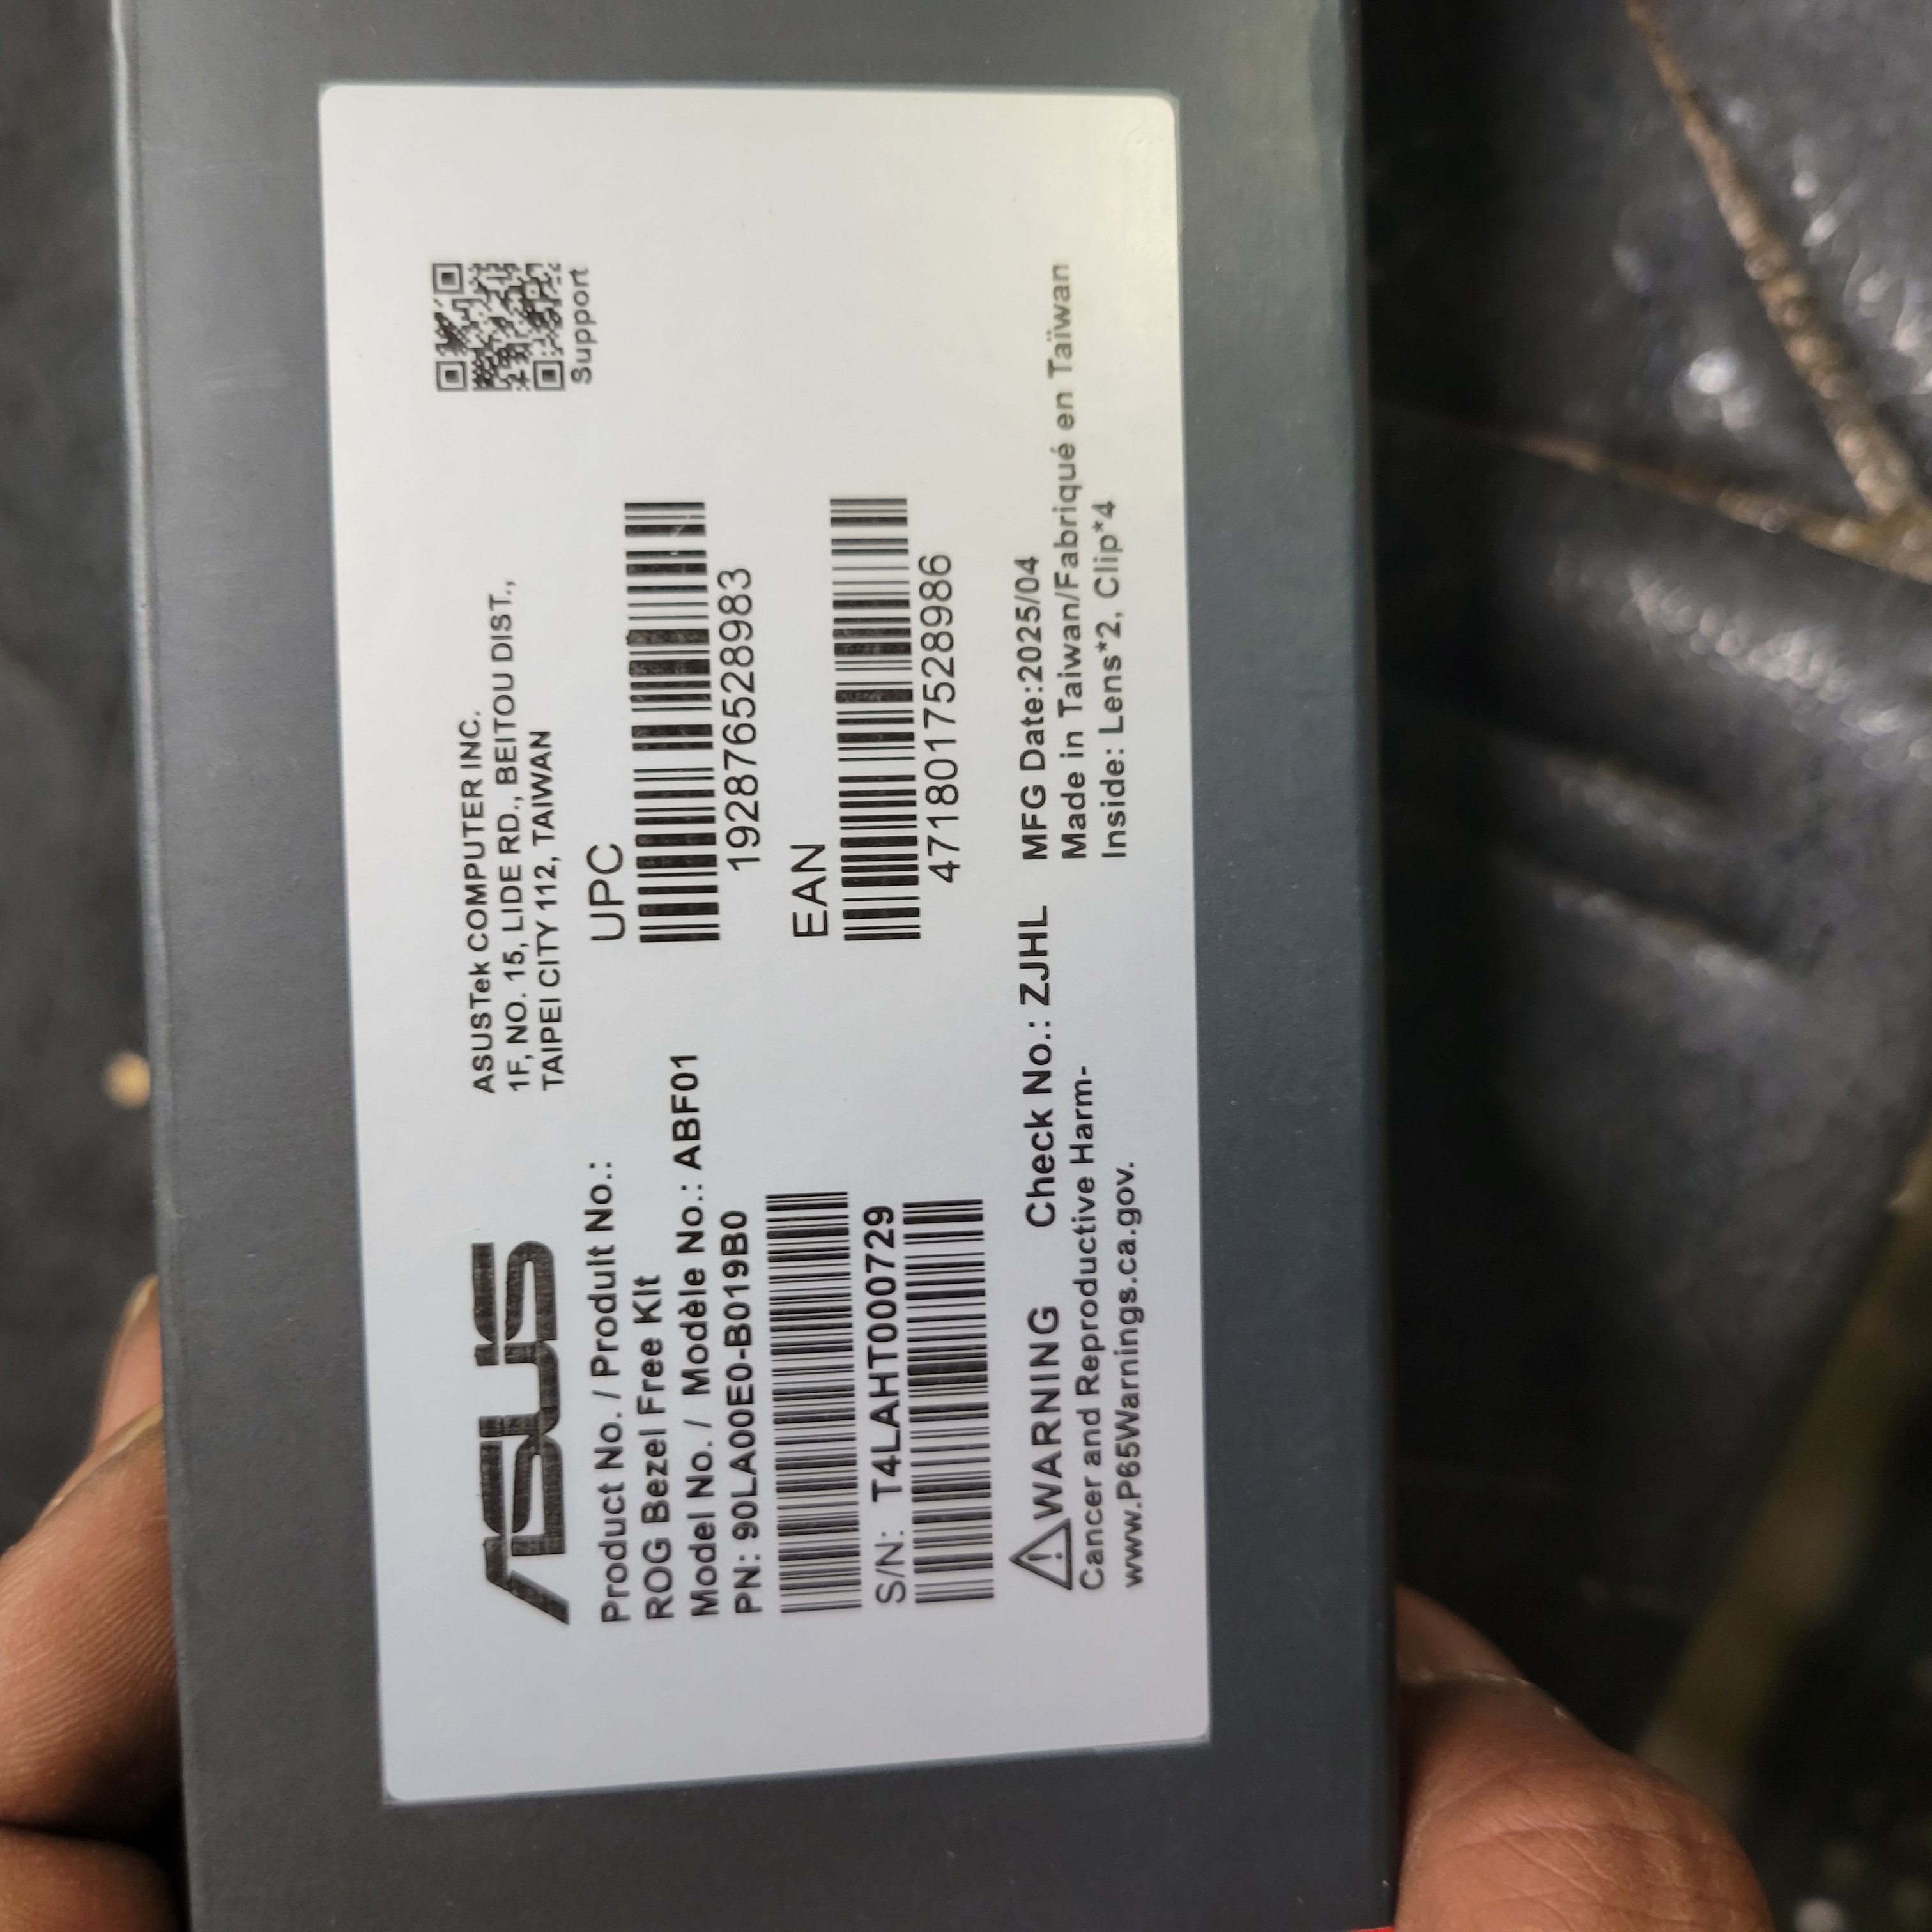 ASUS
ASUSTek COMPUTER INC.
1F, NO. 15, LIDE RD., BEITOU DIST.,
TAIPEI CITY 112, TAIWAN
Support
Product No. / Produit No.:
ROG Bezel Free KIt
Model No. / Modèle No.: ABF01
PN: 90LA00E0-B019B0
S/N: T4LAHT000729
UPC
192876528983
EAN
4718017528986
WARNING Check No.: ZJHL
Cancer and Reproductive Harm-
www.P65Warnings.ca.gov.
MFG Date:2025/04
Made in Taiwan/Fabriqué en Taïwan
Inside: Lens*2, Clip*4